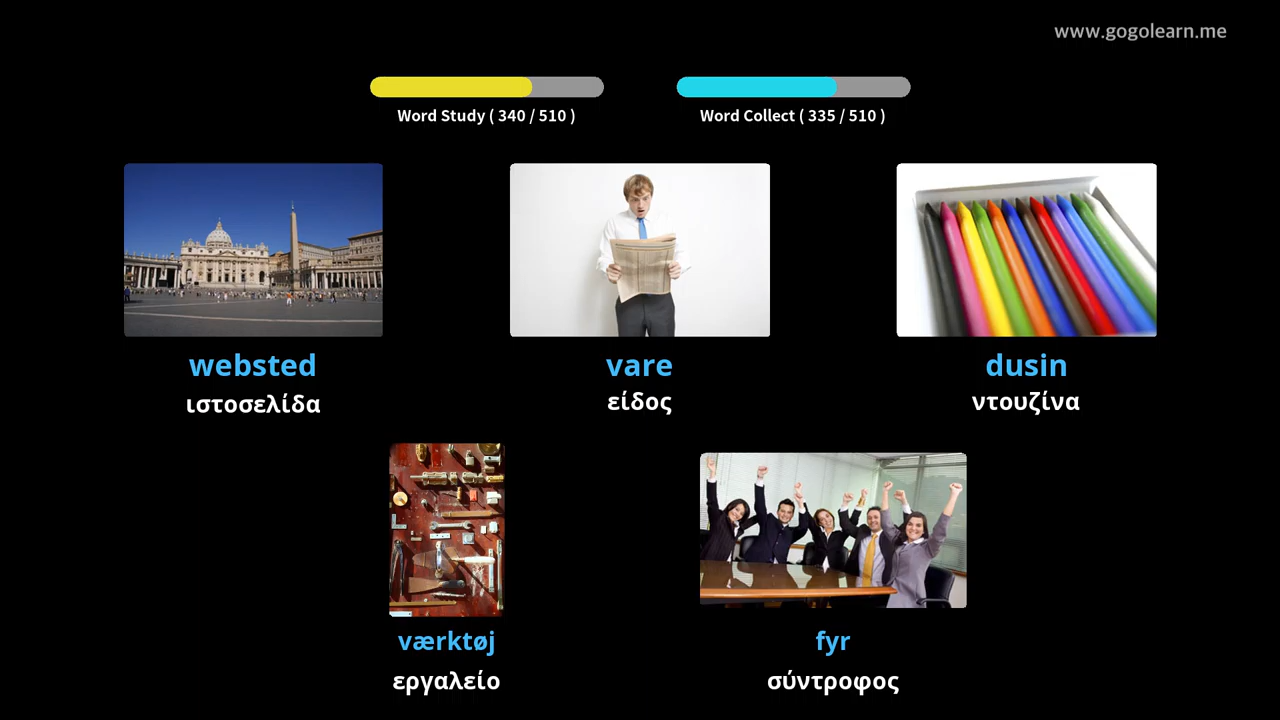 www.gogolearn.me
Word Study ( 340 / 510 )
Word Collect ( 335 / 510 )
websted
vare
dusin
ιστοσελίδα
είδος
ντουζίνα
værktøj
fyr
εργαλείο
σύντροφος